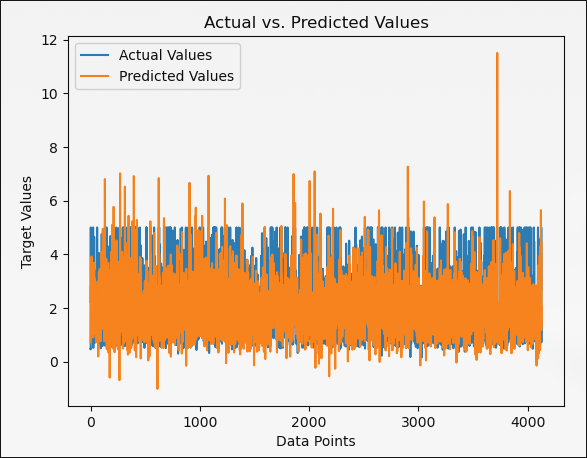 Actual vs. Predicted Values
12
10
8
6
4
2
0
Target Values
Actual Values
Predicted Values
0 1000 2000 3000 4000
Data Points